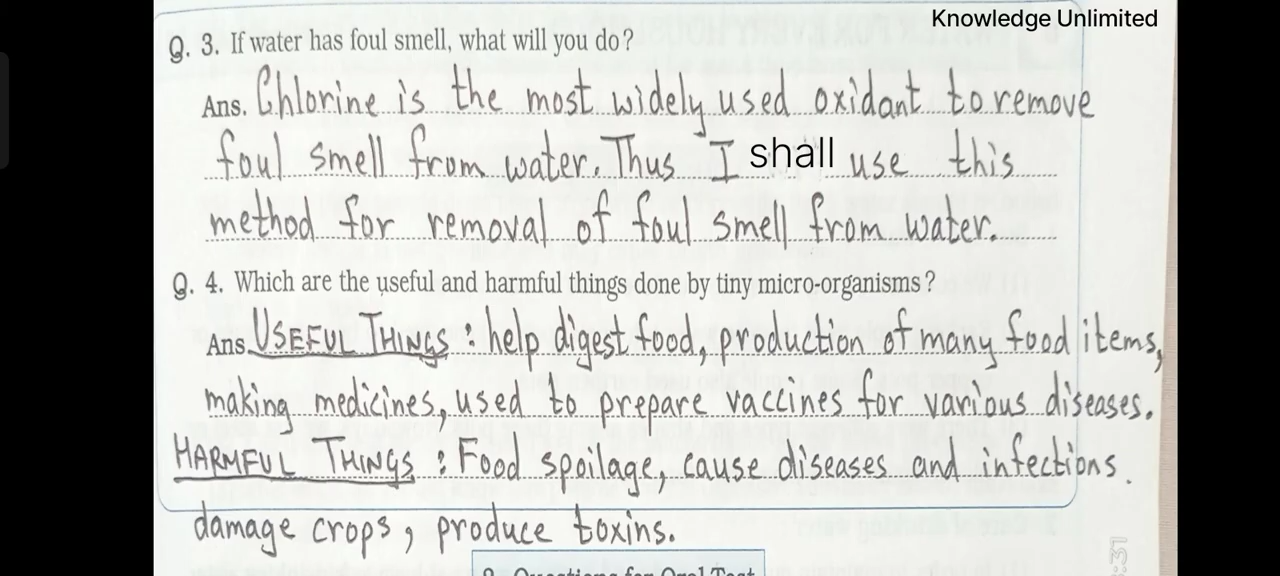 Knowledge Unlimited
Q. 3. If water has foul smell, what will you do?
Ans. Chlorine is the most widely used oxidant to remove
foul smell from water. Thus I shall use this
method for removal of foul smell from water.
Q. 4. Which are the useful and harmful things done by tiny micro-organisms?
Ans USEFUL THINGS : help digest food, production of many food items,
making medicines, used to prepare vaccines for various diseases.
HARMFUL THINGS : Food spoilage, cause diseases and infections.
damage crops, produce toxins.
Questions for Oral Test